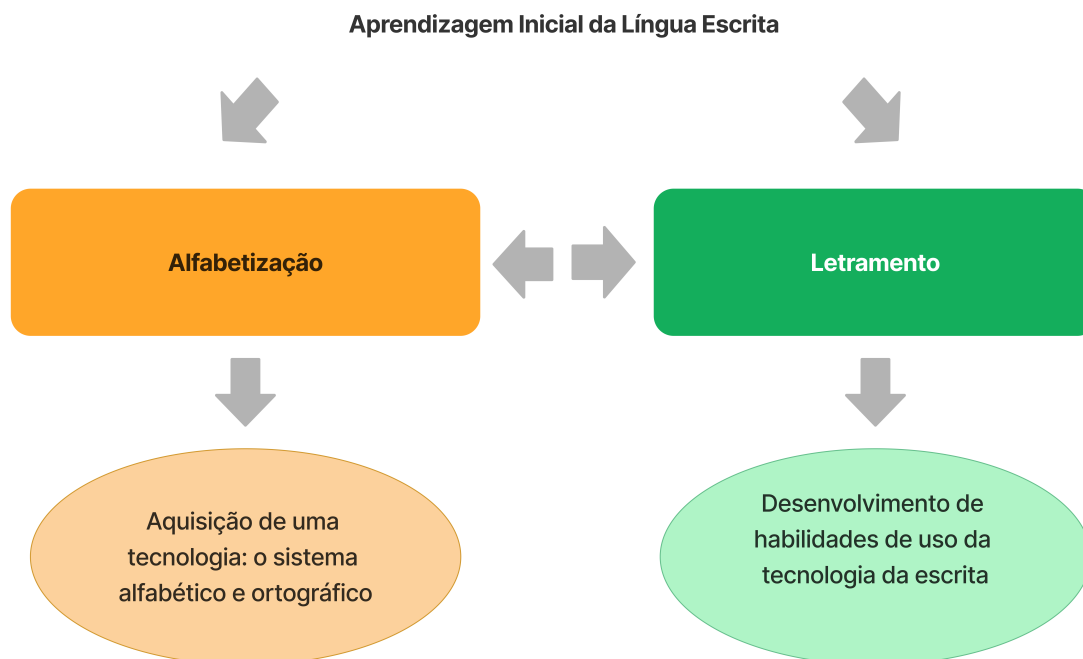 Aprendizagem Inicial da Língua Escrita
Alfabetização
Letramento
Aquisição de uma
tecnologia: o sistema
alfabético e ortográfico
Desenvolvimento de
habilidades de uso da
tecnologia da escrita